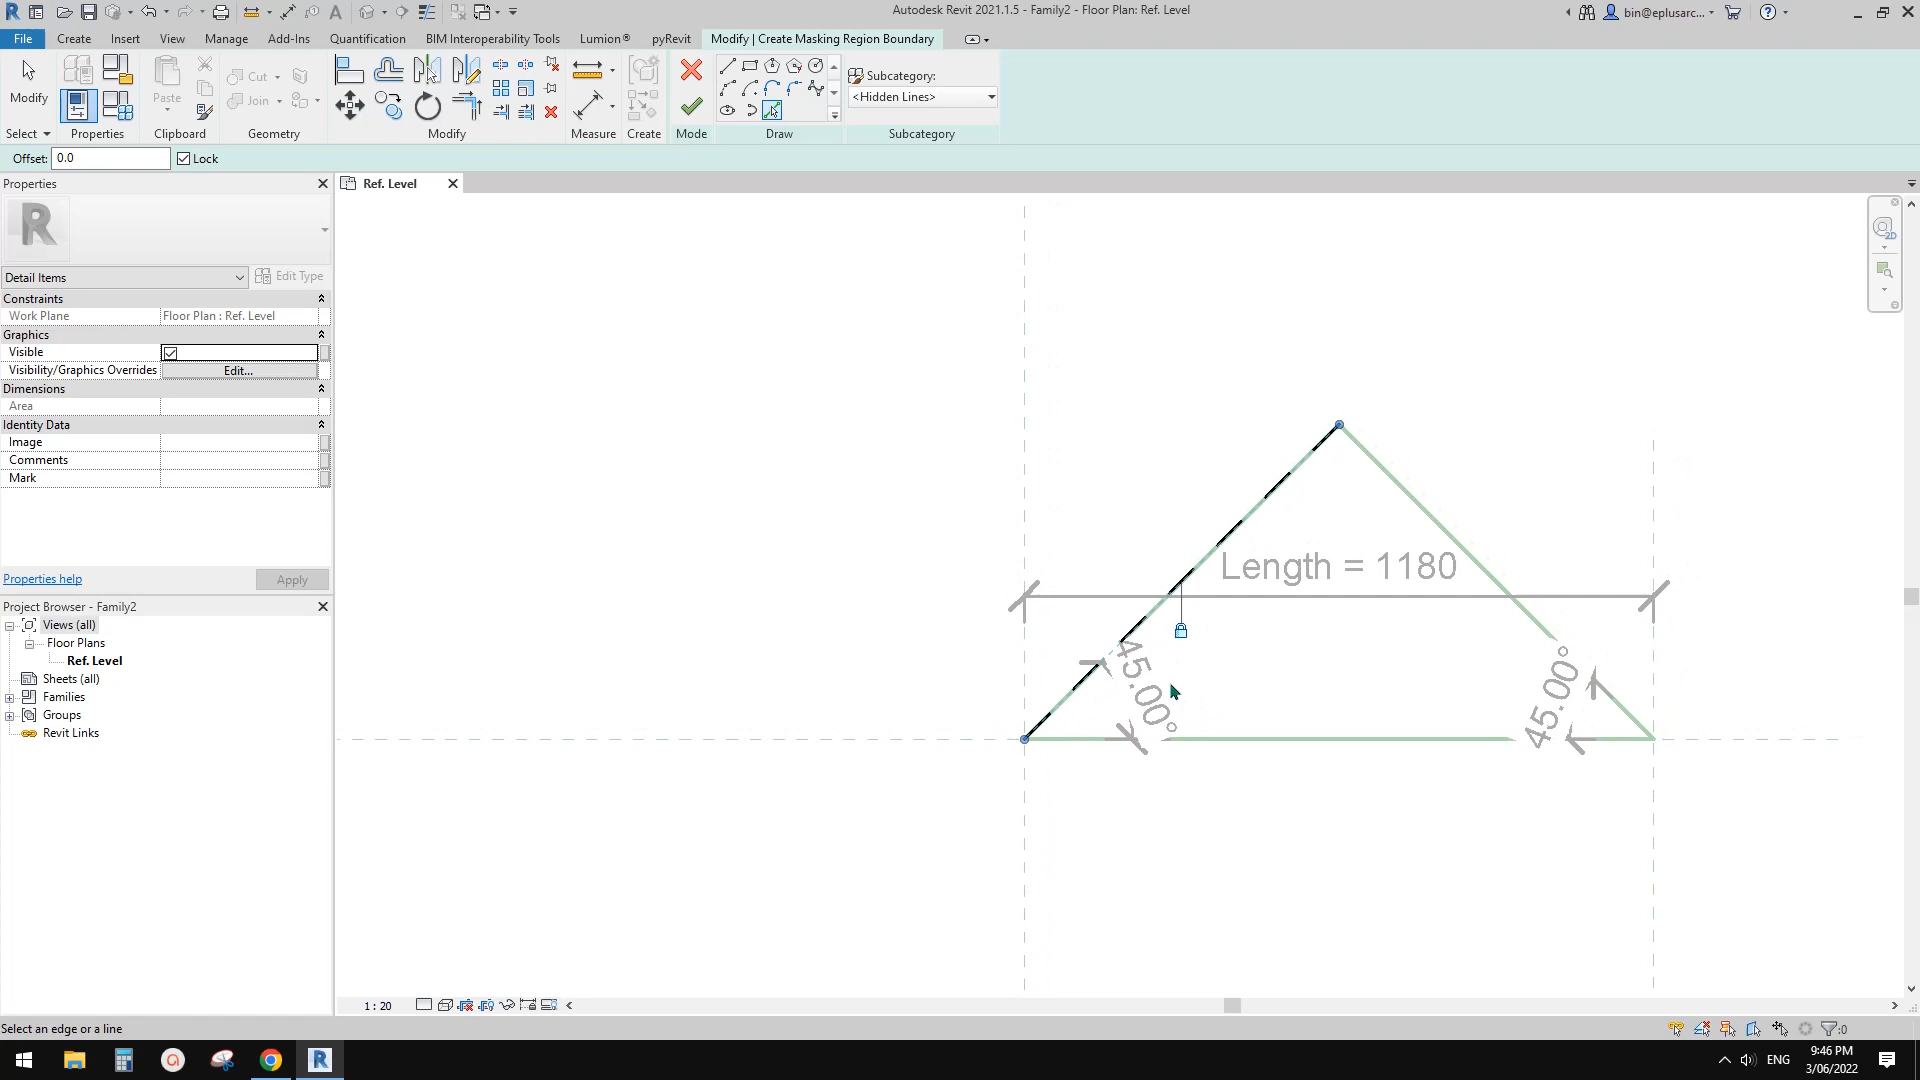 Autodesk Revit 2021.1.5 - Family2 - Floor Plan: Ref. Level
bin@eplusarc...
File Create Insert View Manage Add-Ins Quantification BIM Interoperability Tools Lumion® pyRevit Modify | Create Masking Region Boundary
Modify
Paste
Cut
Join
Subcategory:
<Hidden Lines>
Select Properties Clipboard Geometry Modify Measure Create Mode Draw Subcategory
Offset: 0.0 Lock
Properties
Ref. Level
R
Detail Items
Edit Type
Constraints
Work Plane Floor Plan : Ref. Level
Graphics
Visible
Visibility/Graphics Overrides Edit...
Dimensions
Area
Identity Data
Image
Comments
Mark
Properties help
Apply
Project Browser - Family2
Views (all)
Floor Plans
Ref. Level
Sheets (all)
Families
Groups
Revit Links
2D
Length = 1180
45.00°
45.00°
1 : 20
Select an edge or a line
:0
ENG
9:46 PM
3/06/2022